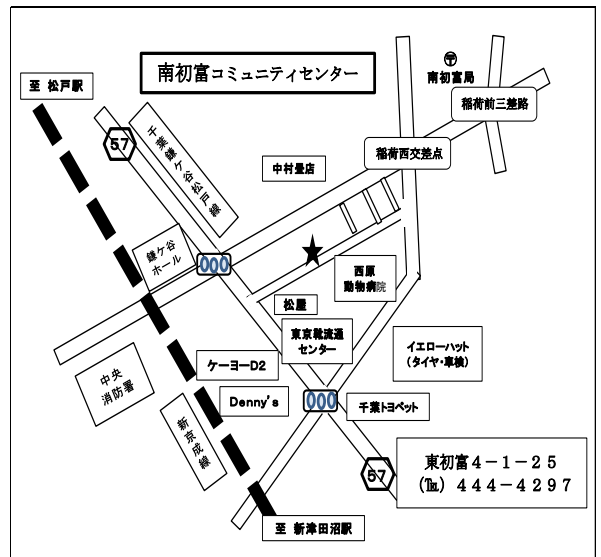 南初富コミュニティセンター
至 松戸駅
〒
南初富局
稲荷前三差路
57
千葉鎌ケ谷松戸線
稲荷西交差点
中村畳店
鎌ケ谷
ホール
西原
動物病院
松屋
東京靴流通
センター
イエローハット
(タイヤ・車検)
中央
消防署
ケーヨーD2
Denny's
千葉トヨペット
新京成線
57
東初富4-1-25
(℡) 444-4297
至 新津田沼駅